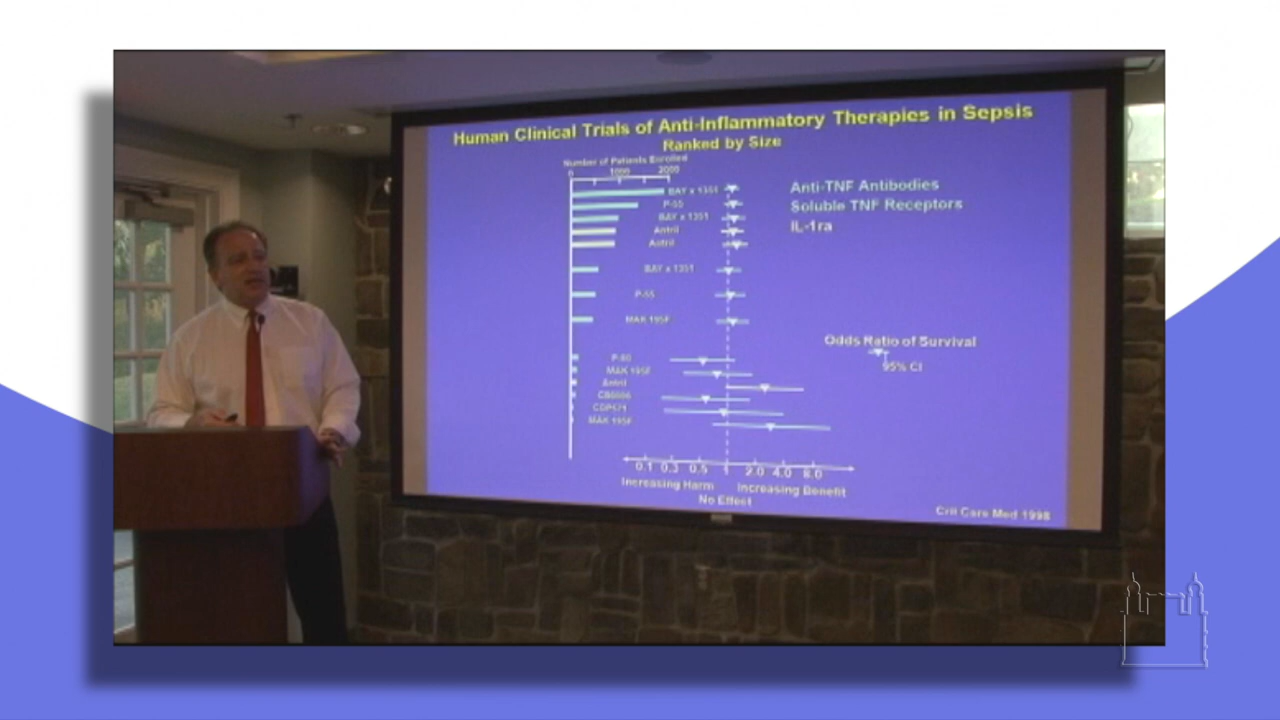 Human Clinical Trials of Anti-Inflammatory Therapies in Sepsis
Ranked by Size
Number of Patients Enrolled
0 1000 2000
BAY x 1351
P-55
BAY x 1351
Antril
Antril
BAY x 1351
P-55
MAK 195F
P-80
MAK 195F
Antril
CDP571
MAK 195F
Anti-TNF Antibodies
Soluble TNF Receptors
IL-1ra
Odds Ratio of Survival
95% CI
0.1 0.3 0.5 1 2.0 4.0 8.0
Increasing Harm Increasing Benefit
No Effect
Crit Care Med 1998